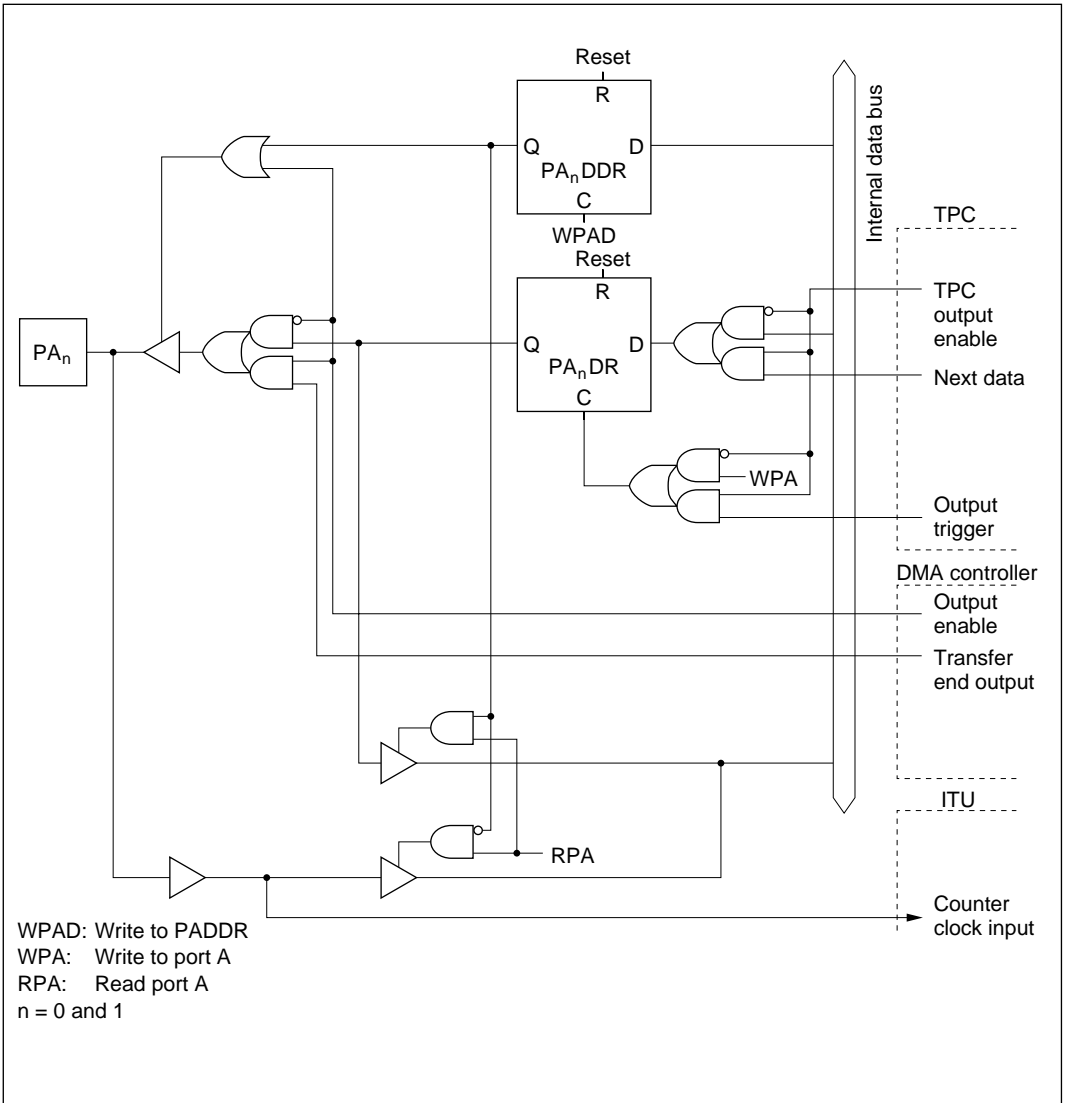 Reset
R
Q
D
PAnDDR
C
WPAD
Internal data bus
TPC
Reset
R
Q
D
PAnDR
C
TPC
output
enable
Next data
PAn
WPA
Output
trigger
DMA controller
Output
enable
Transfer
end output
ITU
RPA
Counter
clock input
WPAD: Write to PADDR
WPA: Write to port A
RPA: Read port A
n = 0 and 1